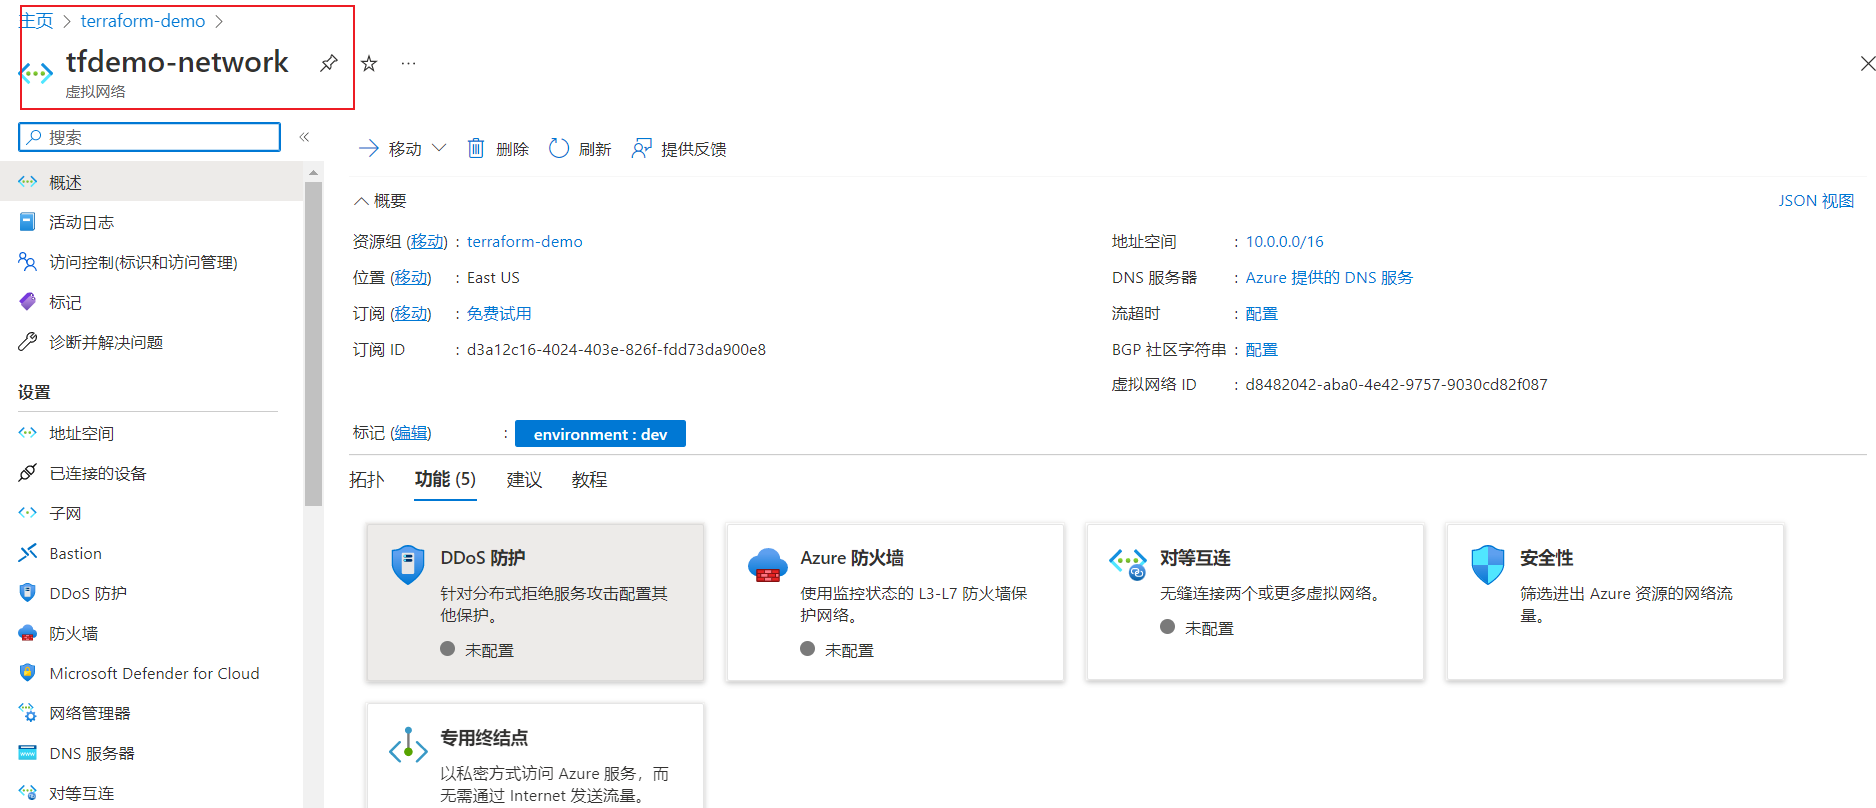 主页 > terraform-demo >
tfdemo-network
虚拟网络
搜索
概述
活动日志
访问控制(标识和访问管理)
标记
诊断并解决问题
设置
地址空间
已连接的设备
子网
Bastion
DDoS 防护
防火墙
Microsoft Defender for Cloud
网络管理器
DNS 服务器
对等互连
移动 删除 刷新 提供反馈
概要 JSON 视图
资源组 (移动) : terraform-demo
位置 (移动) : East US
订阅 (移动) : 免费试用
订阅 ID : d3a12c16-4024-403e-826f-fdd73da900e8
地址空间 : 10.0.0.0/16
DNS 服务器 : Azure 提供的 DNS 服务
流超时 : 配置
BGP 社区字符串 : 配置
虚拟网络 ID : d8482042-aba0-4e42-9757-9030cd82f087
标记 (编辑) : environment : dev
拓扑 功能 (5) 建议 教程
DDoS 防护
针对分布式拒绝服务攻击配置其
他保护。
未配置
Azure 防火墙
使用监控状态的 L3-L7 防火墙保
护网络。
未配置
对等互连
无缝连接两个或更多虚拟网络。
未配置
安全性
筛选进出 Azure 资源的网络流
量。
专用终结点
以私密方式访问 Azure 服务，而
无需通过 Internet 发送流量。